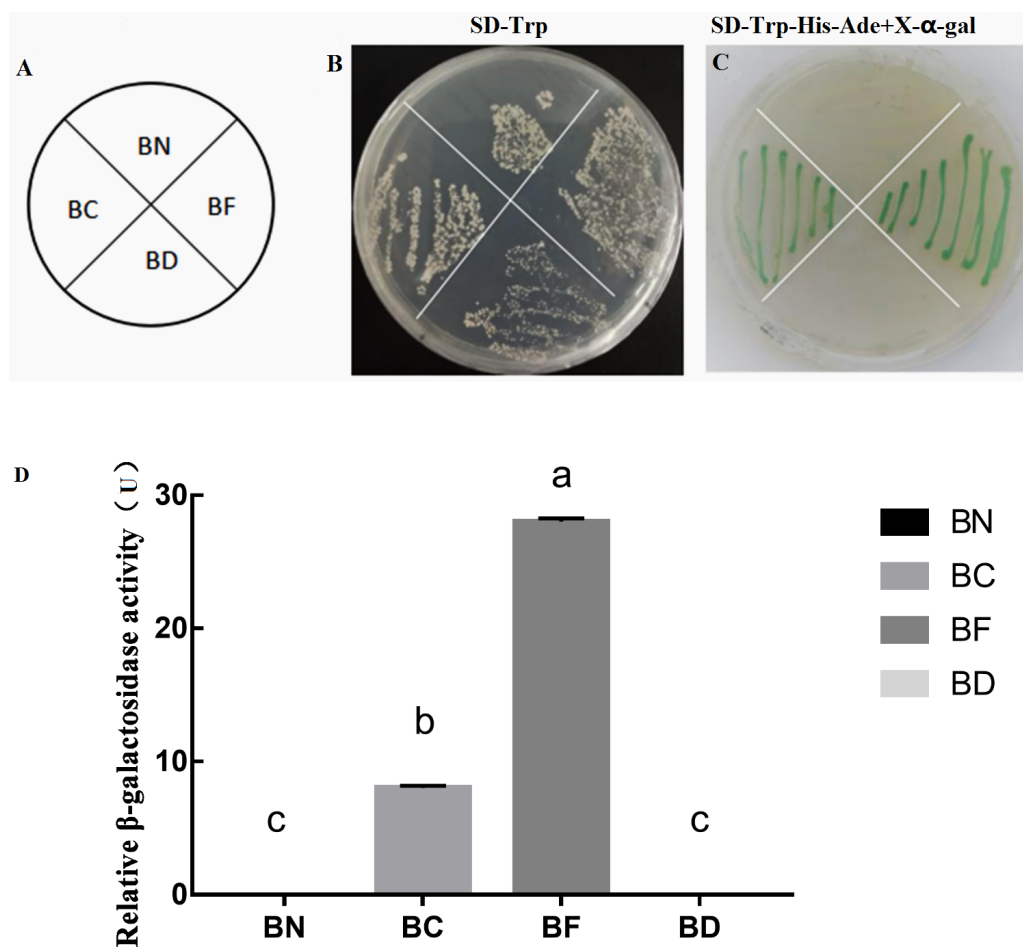 SD-Trp
SD-Trp-His-Ade+X-α-gal
A
BN
BC
BF
BD
B
C
D
Relative β-galactosidase activity（U）
30
20
10
0
c
b
a
c
BN
BC
BF
BD
BN
BC
BF
BD